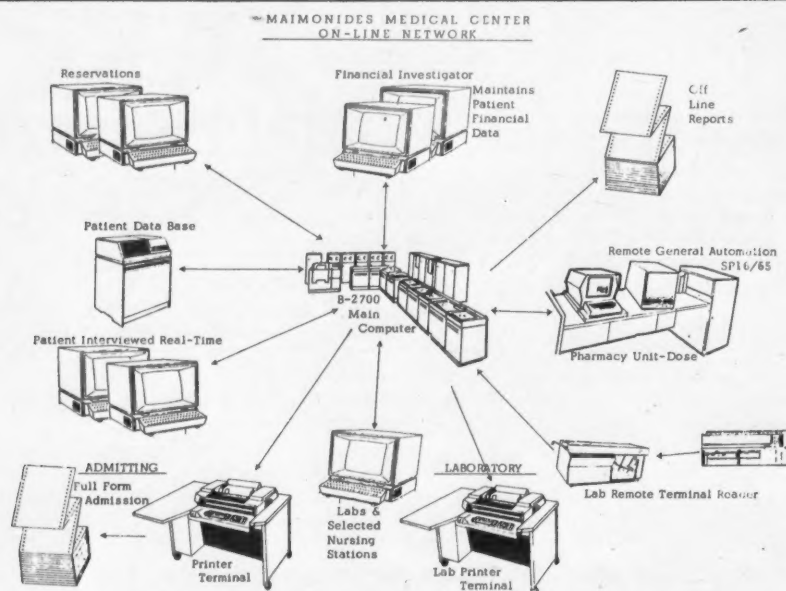 MAIMONIDES MEDICAL CENTER
ON-LINE NETWORK
Reservations
Financial Investigator
Maintains
Patient
Financial
Data
Off
Line
Reports
Patient Data Base
B-2700
Main
Computer
Remote General Automation
SP16/65
Pharmacy Unit-Dose
Patient Interviewed Real-Time
ADMITTING
Full Form
Admission
Printer
Terminal
Labs &
Selected
Nursing
Stations
LABORATORY
Lab Printer
Terminal
Lab Remote Terminal Reader